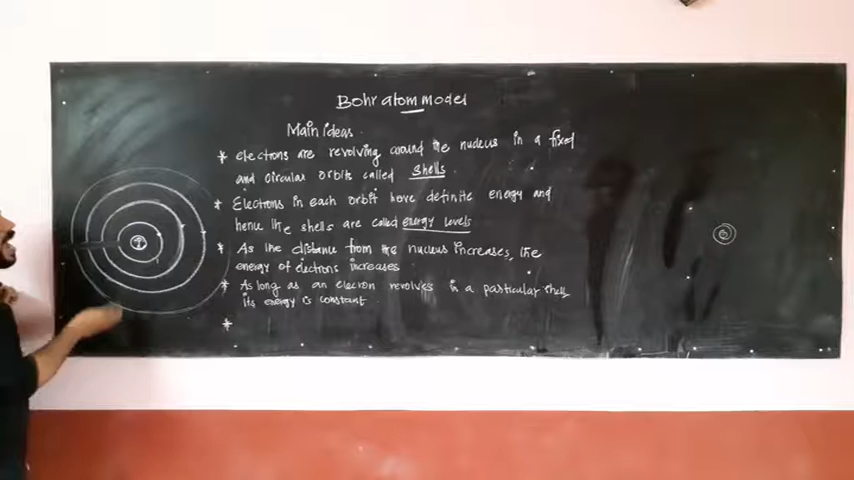 Bohr atom model
Main ideas
* electrons are revolving around the nucleus in a fixed
and circular orbits called shells
* Electrons in each orbit have definite energy and
hence the shells are called energy levels
* As the distance from the nucleus increases, the
energy of electrons increases
* As long as an electron revolves in a particular shell,
its energy is constant
*